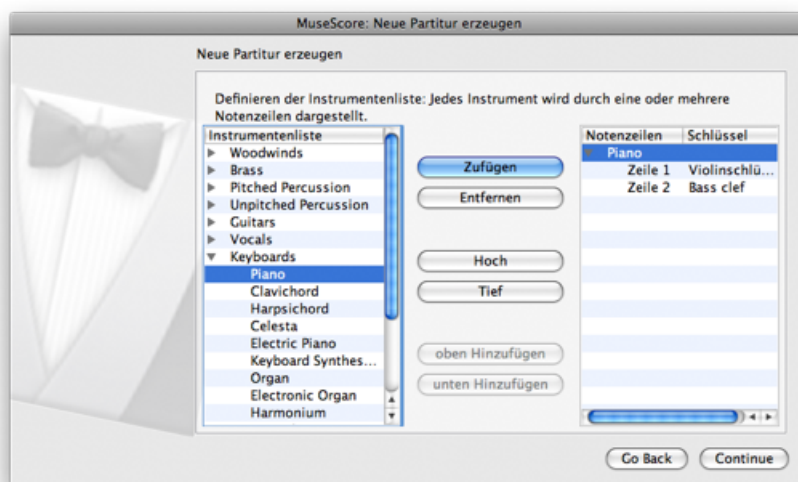 MuseScore: Neue Partitur erzeugen
Neue Partitur erzeugen
Definieren der Instrumentenliste: Jedes Instrument wird durch eine oder mehrere
Notenzeilen dargestellt.
Instrumentenliste
Woodwinds
Brass
Pitched Percussion
Unpitched Percussion
Guitars
Vocals
Keyboards
Piano
Clavichord
Harpsichord
Celesta
Electric Piano
Keyboard Synthes...
Organ
Electronic Organ
Harmonium
Zufügen
Entfernen
Hoch
Tief
oben Hinzufügen
unten Hinzufügen
Notenzeilen Schlüssel
Piano
Zeile 1 Violinschlü...
Zeile 2 Bass clef
Go Back Continue